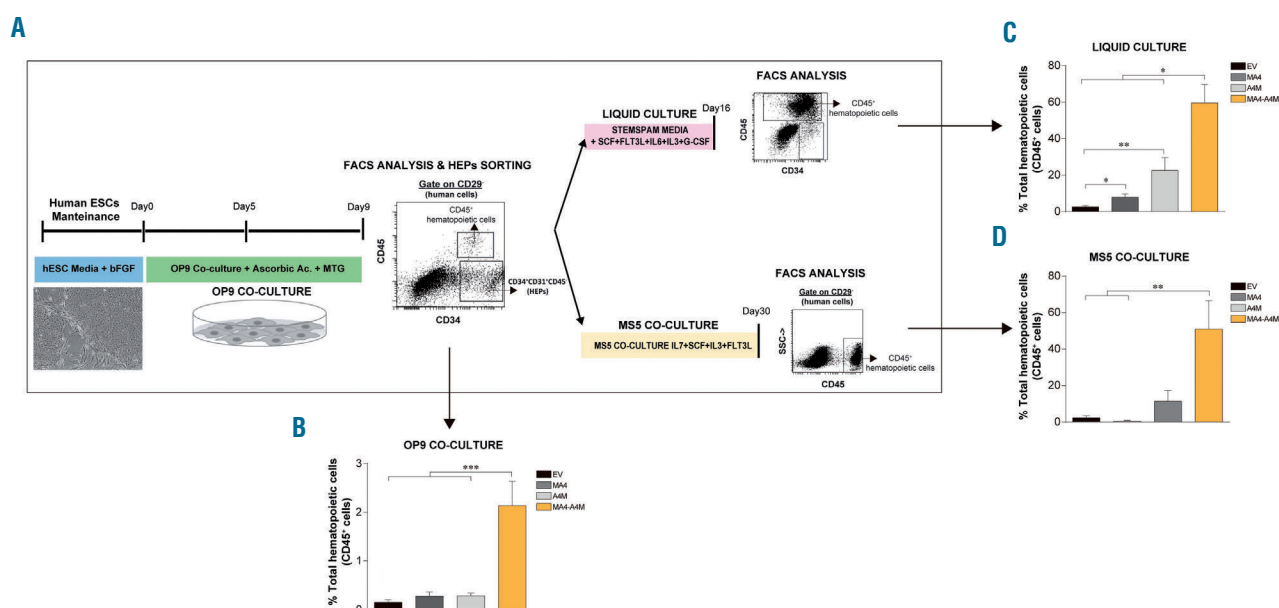 A
Human ESCs
Manteinance
Day0
Day5
Day9
hESC Media + bFGF
OP9 Co-culture + Ascorbic Ac. + MTG
OP9 CO-CULTURE
FACS ANALYSIS & HEPs SORTING
Gate on CD29-
(human cells)
CD45+
hematopoietic cells
CD45
CD34+CD31+CD45-
(HEPs)
CD34
LIQUID CULTURE
Day16
STEMSPAM MEDIA
+ SCF+FLT3L+IL6+IL3+G-CSF
FACS ANALYSIS
CD45+
hematopoietic cells
CD45
CD34
MS5 CO-CULTURE
Day30
MS5 CO-CULTURE IL7+SCF+IL3+FLT3L
FACS ANALYSIS
Gate on CD29-
(human cells)
SSC->
CD45+
hematopoietic cells
CD45
B
OP9 CO-CULTURE
% Total hematopoietic cells
(CD45+ cells)
3
2
1
0
***
EV
MA4
A4M
MA4-A4M
C
LIQUID CULTURE
% Total hematopoietic cells
(CD45+ cells)
80
60
40
20
0
*
**
*
EV
MA4
A4M
MA4-A4M
D
MS5 CO-CULTURE
% Total hematopoietic cells
(CD45+ cells)
80
60
40
20
0
**
EV
MA4
A4M
MA4-A4M